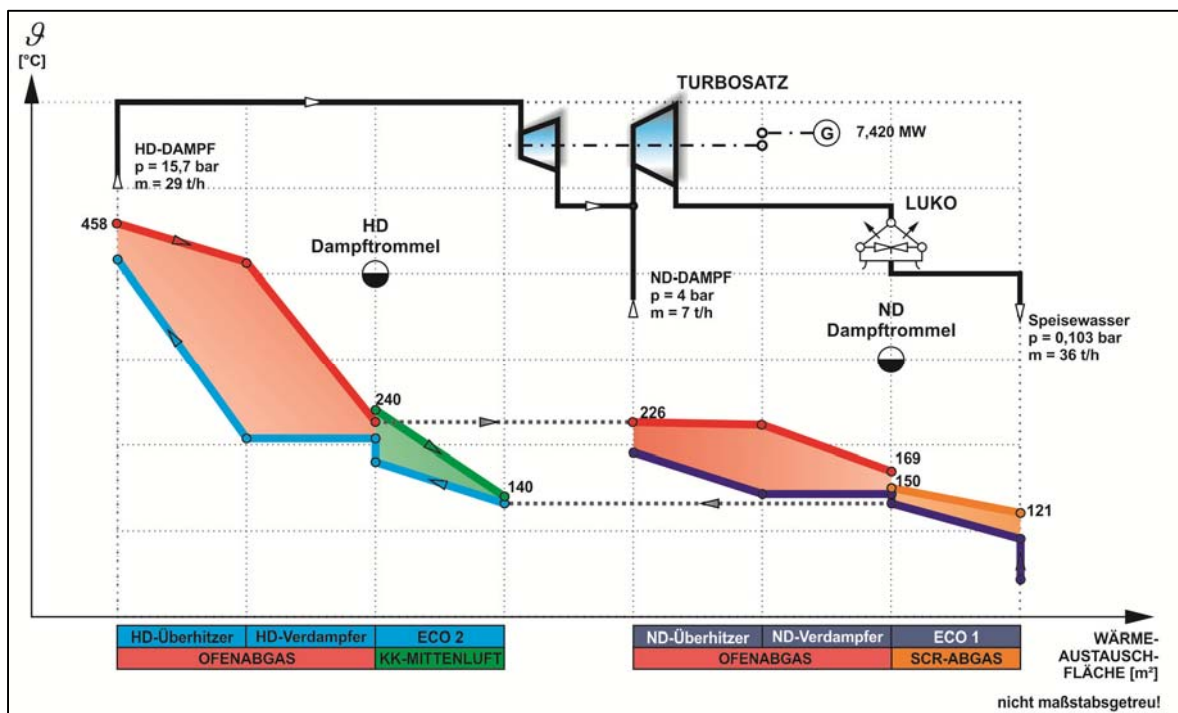 ϑ
[°C]
TURBOSATZ
G
7,420 MW
HD-DAMPF
p = 15,7 bar
m = 29 t/h
LUKO
458
HD
Dampftrommel
ND-DAMPF
p = 4 bar
m = 7 t/h
ND
Dampftrommel
Speisewasser
p = 0,103 bar
m = 36 t/h
240
226
169
150
140
121
HD-Überhitzer HD-Verdampfer ECO 2
OFENABGAS KK-MITTENLUFT
ND-Überhitzer ND-Verdampfer ECO 1
OFENABGAS SCR-ABGAS
WÄRME-
AUSTAUSCH-
FLÄCHE [m²]
nicht maßstabsgetreu!